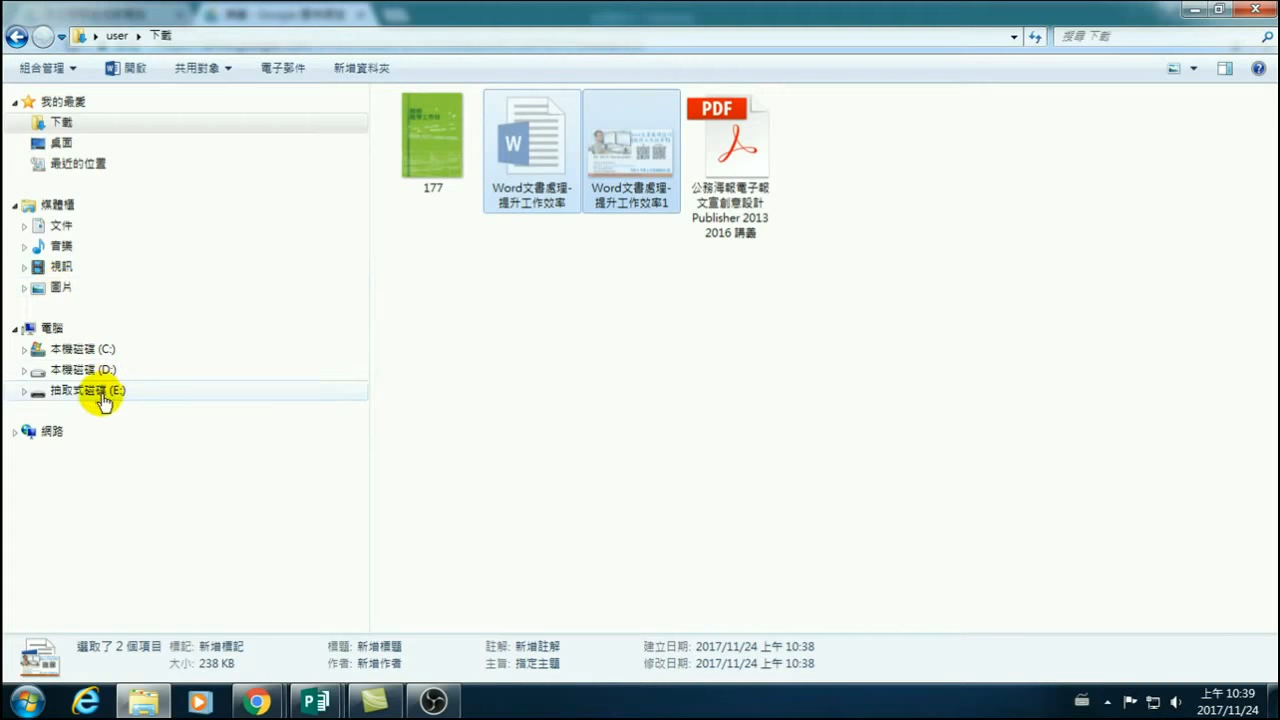 user ▸ 下載
搜尋 下載
組合管理 開啟 共用對象 電子郵件 新增資料夾
我的最愛
下載
桌面
最近的位置
媒體櫃
文件
音樂
視訊
圖片
電腦
本機磁碟 (C:)
本機磁碟 (D:)
抽取式磁碟 (E:)
網路
177
Word文書處理-
提升工作效率
Word文書處理-
提升工作效率1
PDF
公務海報電子報
文宣創意設計
Publisher 2013
2016 講義
選取了 2 個項目 標記: 新增標記 標題: 新增標題 註解: 新增註解 建立日期: 2017/11/24 上午 10:38
大小: 238 KB 作者: 新增作者 主旨: 指定主題 修改日期: 2017/11/24 上午 10:38
上午 10:39
2017/11/24